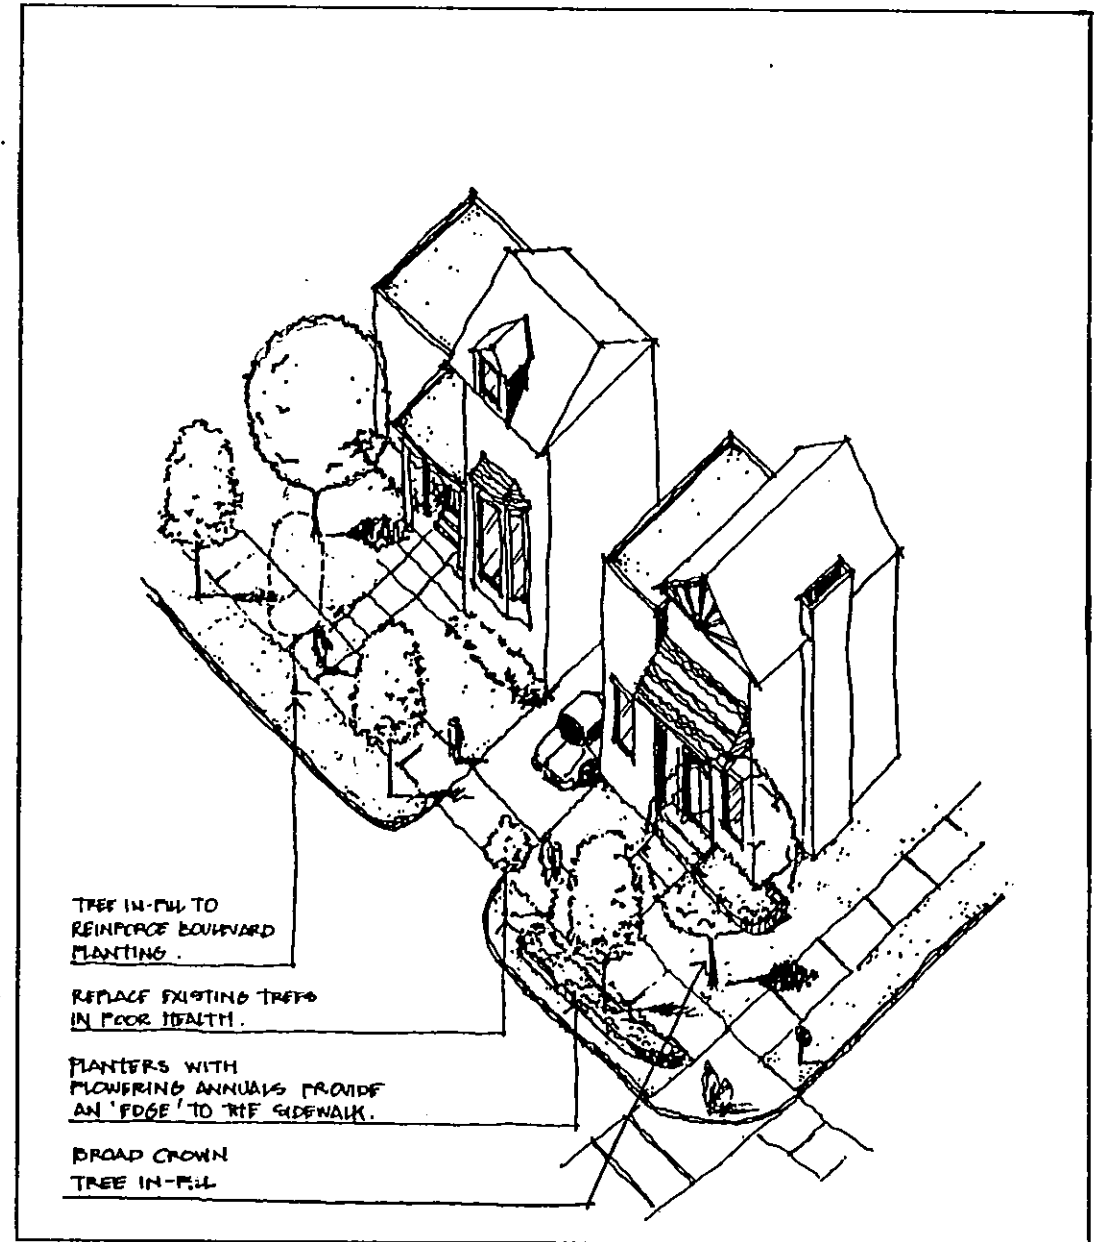 TREE IN-FILL TO
REINFORCE BOULEVARD
PLANTING.
REPLACE EXISTING TREES
IN POOR HEALTH.
PLANTERS WITH
FLOWERING ANNUALS PROVIDE
AN 'EDGE' TO THE SIDEWALK.
BROAD CROWN
TREE IN-FILL